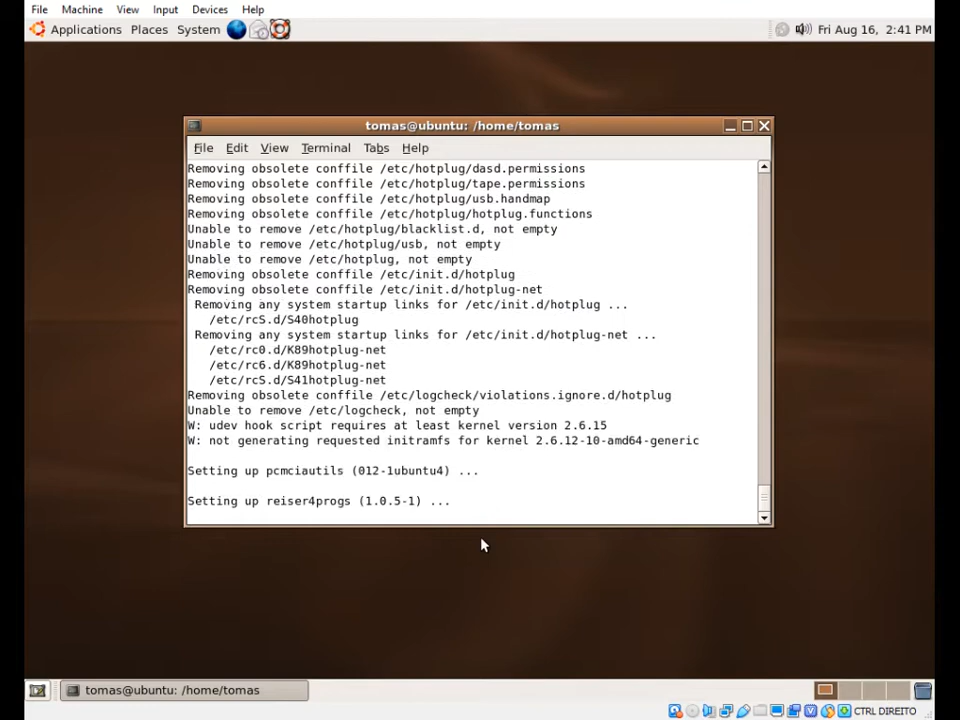 File Machine View Input Devices Help
Applications Places System Fri Aug 16, 2:41 PM
tomas@ubuntu: /home/tomas
File Edit View Terminal Tabs Help
Removing obsolete conffile /etc/hotplug/dasd.permissions
Removing obsolete conffile /etc/hotplug/tape.permissions
Removing obsolete conffile /etc/hotplug/usb.handmap
Removing obsolete conffile /etc/hotplug/hotplug.functions
Unable to remove /etc/hotplug/blacklist.d, not empty
Unable to remove /etc/hotplug/usb, not empty
Unable to remove /etc/hotplug, not empty
Removing obsolete conffile /etc/init.d/hotplug
Removing obsolete conffile /etc/init.d/hotplug-net
Removing any system startup links for /etc/init.d/hotplug ...
/etc/rcS.d/S40hotplug
Removing any system startup links for /etc/init.d/hotplug-net ...
/etc/rc0.d/K89hotplug-net
/etc/rc6.d/K89hotplug-net
/etc/rcS.d/S41hotplug-net
Removing obsolete conffile /etc/logcheck/violations.ignore.d/hotplug
Unable to remove /etc/logcheck, not empty
W: udev hook script requires at least kernel version 2.6.15
W: not generating requested initramfs for kernel 2.6.12-10-amd64-generic
Setting up pcmciautils (012-1ubuntu4) ...
Setting up reiser4progs (1.0.5-1) ...
tomas@ubuntu: /home/tomas
CTRL DIREITO